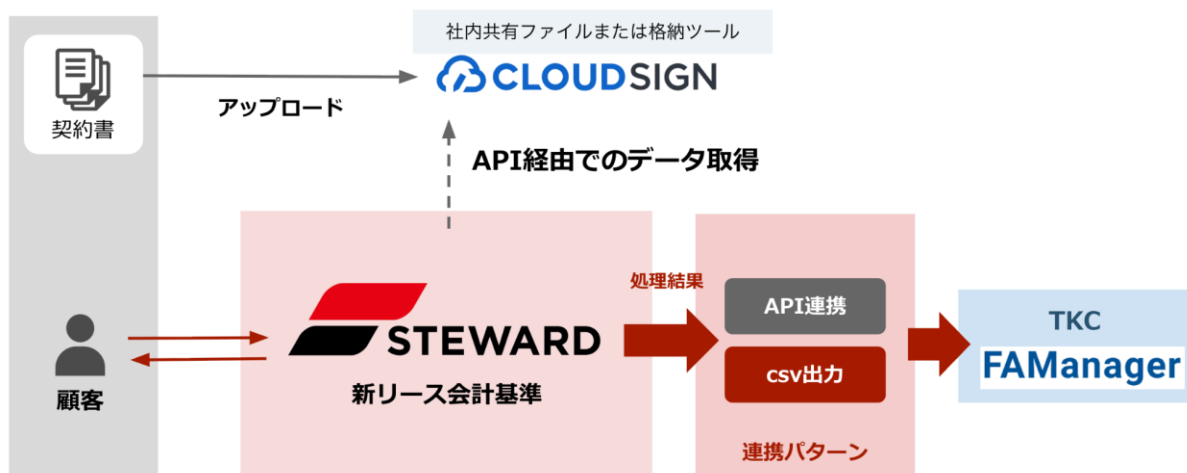 社内共有ファイルまたは格納ツール
CLOUDSIGN
契約書
アップロード
API経由でのデータ取得
顧客
STEWARD
新リース会計基準
処理結果
API連携
csv出力
連携パターン
TKC
FAManager